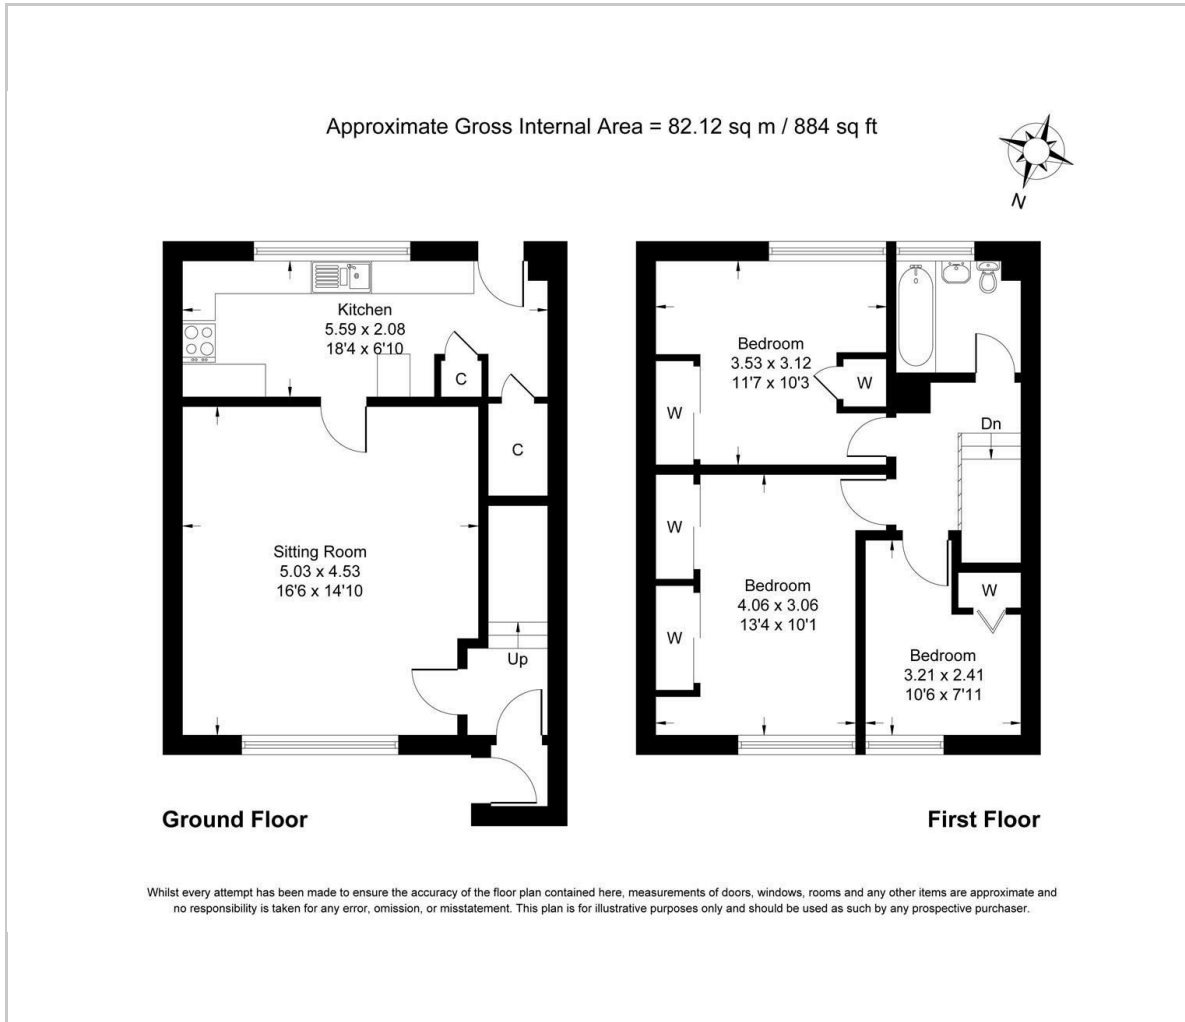 Approximate Gross Internal Area = 82.12 sq m / 884 sq ft
N
Kitchen
5.59 x 2.08
18'4 x 6'10
C
C
Sitting Room
5.03 x 4.53
16'6 x 14'10
Up
Ground Floor
Bedroom
3.53 x 3.12
11'7 x 10'3
W
W
Dn
W
Bedroom
4.06 x 3.06
13'4 x 10'1
W
W
Bedroom
3.21 x 2.41
10'6 x 7'11
First Floor
Whilst every attempt has been made to ensure the accuracy of the floor plan contained here, measurements of doors, windows, rooms and any other items are approximate and
no responsibility is taken for any error, omission, or misstatement. This plan is for illustrative purposes only and should be used as such by any prospective purchaser.